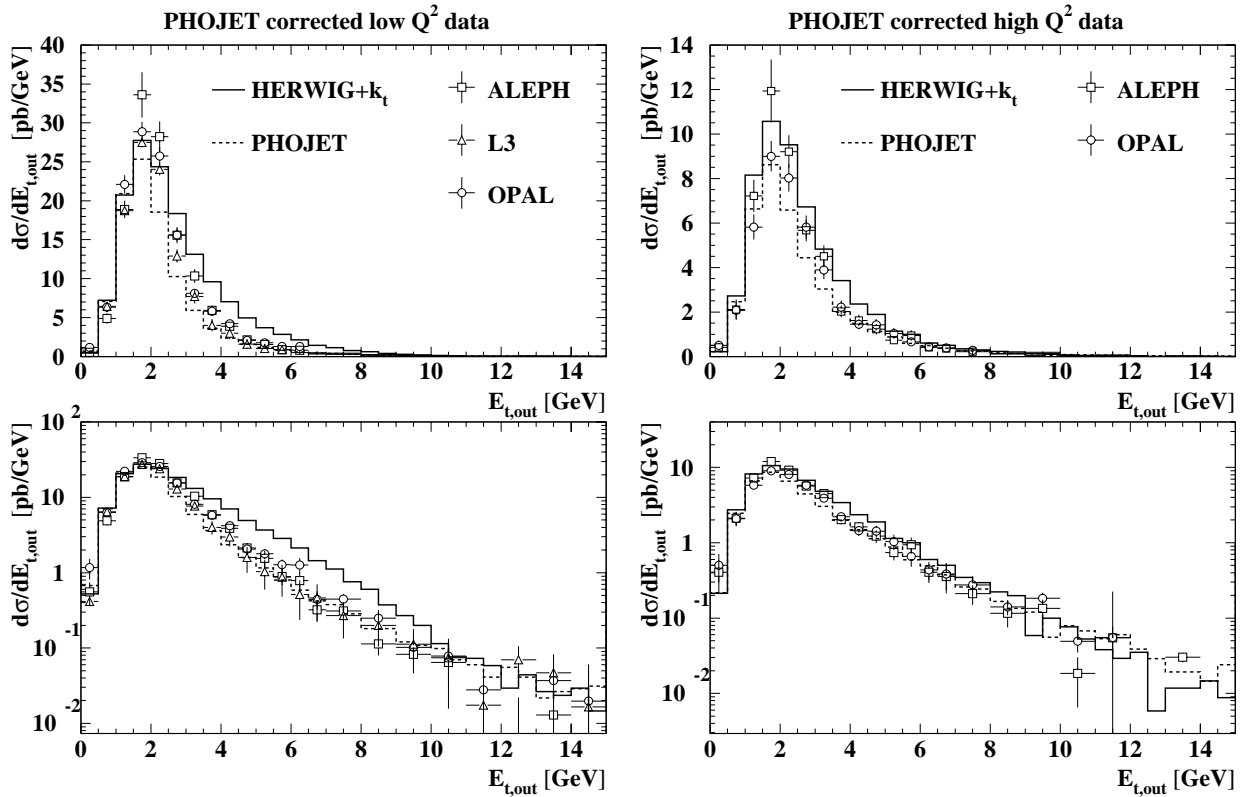 PHOJET corrected low Q² data
dσ/dE_t,out [pb/GeV]
40
35
30
25
20
15
10
5
0
HERWIG+k_t
PHOJET
ALEPH
L3
OPAL
0 2 4 6 8 10 12 14
E_t,out [GeV]
PHOJET corrected high Q² data
dσ/dE_t,out [pb/GeV]
14
12
10
8
6
4
2
0
HERWIG+k_t
PHOJET
ALEPH
OPAL
0 2 4 6 8 10 12 14
E_t,out [GeV]
dσ/dE_t,out [pb/GeV]
10²
10
1
10⁻¹
10⁻²
0 2 4 6 8 10 12 14
E_t,out [GeV]
dσ/dE_t,out [pb/GeV]
10
1
10⁻¹
10⁻²
0 2 4 6 8 10 12 14
E_t,out [GeV]